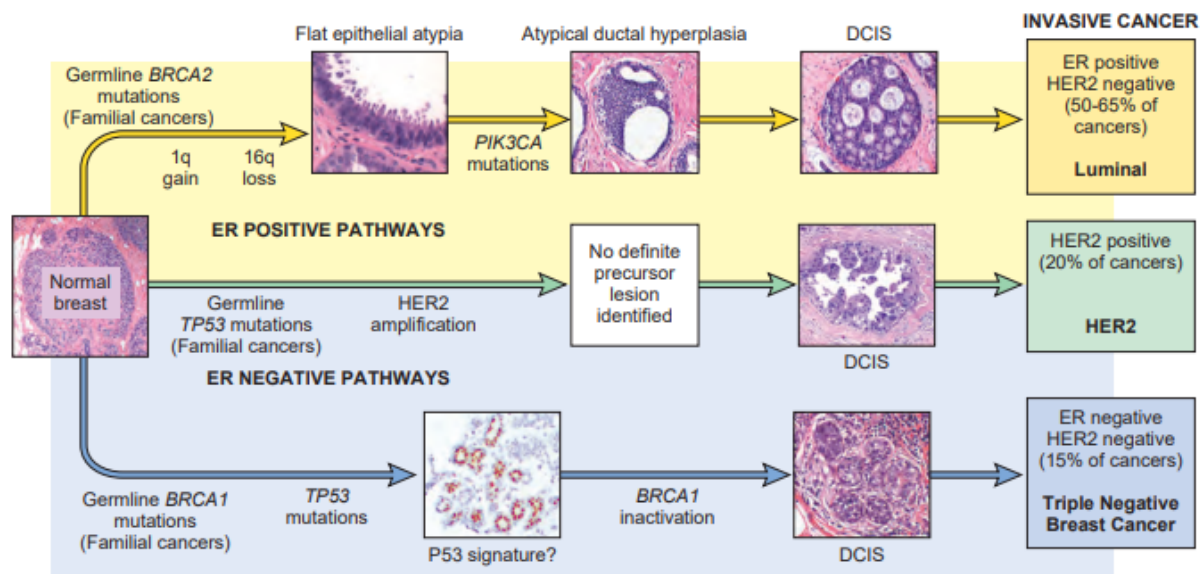 Flat epithelial atypia
Atypical ductal hyperplasia
DCIS
INVASIVE CANCER
Germline BRCA2
mutations
(Familial cancers)
1q
gain
16q
loss
PIK3CA
mutations
ER positive
HER2 negative
(50-65% of
cancers)
Luminal
ER POSITIVE PATHWAYS
Normal
breast
Germline
TP53 mutations
(Familial cancers)
HER2
amplification
No definite
precursor
lesion
identified
DCIS
HER2 positive
(20% of cancers)
HER2
ER NEGATIVE PATHWAYS
Germline BRCA1
mutations
(Familial cancers)
TP53
mutations
P53 signature?
BRCA1
inactivation
DCIS
ER negative
HER2 negative
(15% of cancers)
Triple Negative
Breast Cancer